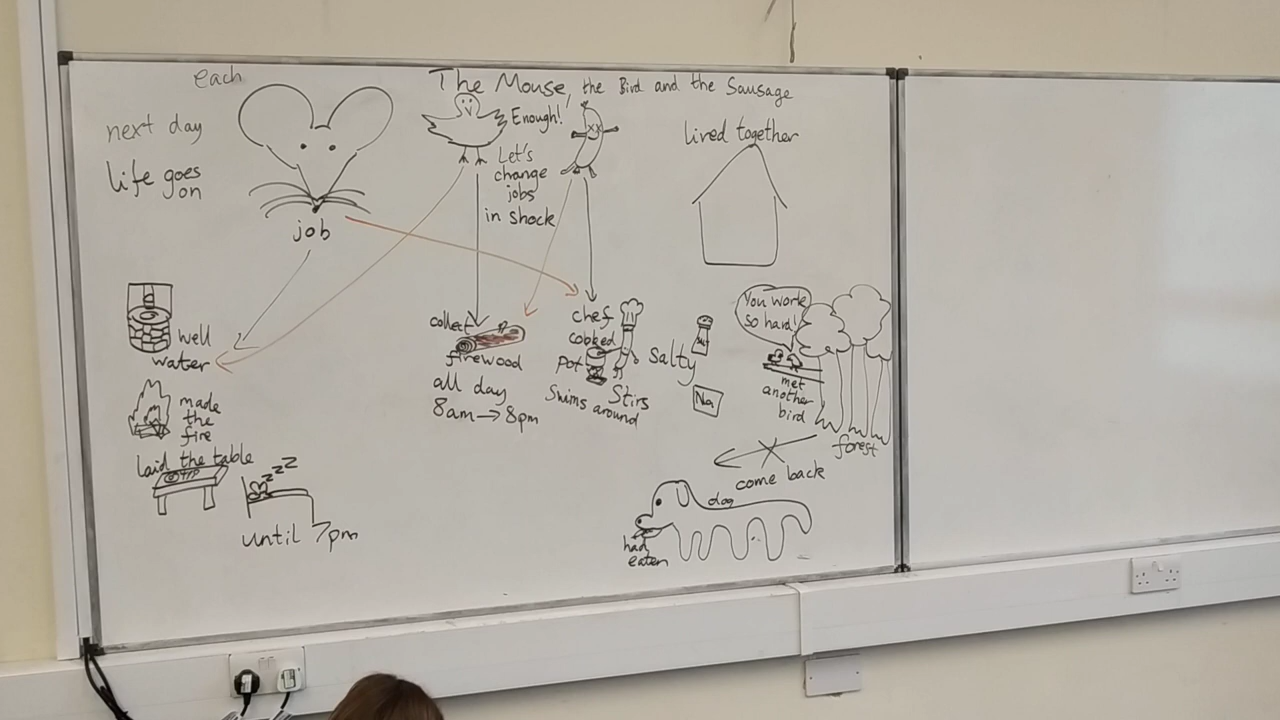 each
The Mouse, the Bird and the Sausage
next day
life goes
on
job
Enough!
Let's
change
jobs
in shock
lived together
well
water
made
the
fire
laid the table
zzz
until 7pm
collect
firewood
all day
8am → 8pm
chef
cooked
pot
Swims around
Stirs
Salty
Na
You work
so hard!
met
another
bird
forest
come back
dog
had
eaten